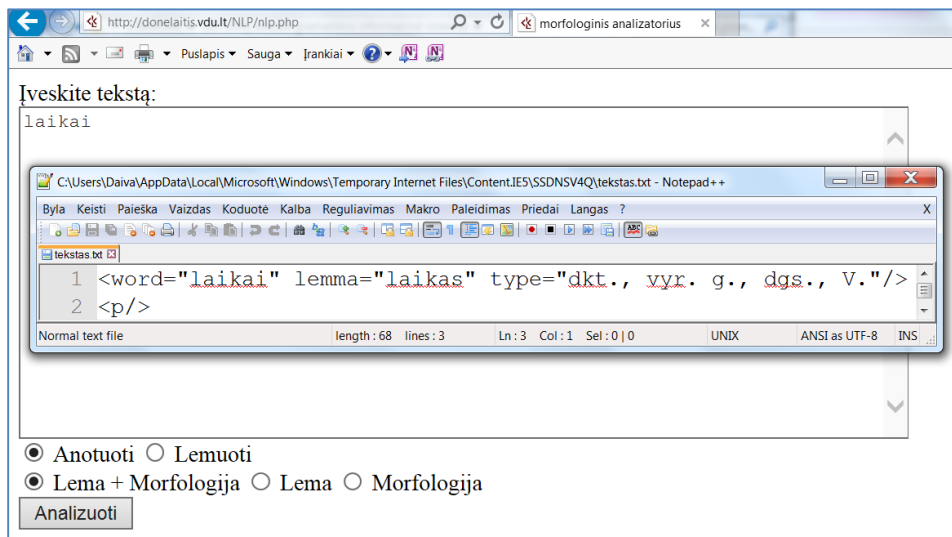 http://donelaitis.vdu.lt/NLP/nlp.php
morfologinis analizatorius
Puslapis Sauga Įrankiai
Įveskite tekstą:
laikai
C:\Users\Daiva\AppData\Local\Microsoft\Windows\Temporary Internet Files\Content.IE5\SSDNSV4Q\tekstas.txt - Notepad++
Byla Keisti Paieška Vaizdas Koduotė Kalba Reguliavimas Makro Paleidimas Priedai Langas ? X
tekstas.txt
1 <word="laikai" lemma="laikas" type="dkt., vyr. g., dgs., V."/>
2 <p/>
Normal text file length : 68 lines : 3 Ln : 3 Col : 1 Sel : 0 | 0 UNIX ANSI as UTF-8 INS
Anotuoti Lemuoti
Lema + Morfologija Lema Morfologija
Analizuoti